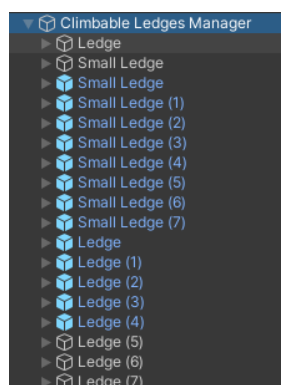 Climbable Ledges Manager
Ledge
Small Ledge
Small Ledge
Small Ledge (1)
Small Ledge (2)
Small Ledge (3)
Small Ledge (4)
Small Ledge (5)
Small Ledge (6)
Small Ledge (7)
Ledge
Ledge (1)
Ledge (2)
Ledge (3)
Ledge (4)
Ledge (5)
Ledge (6)
Ledge (7)